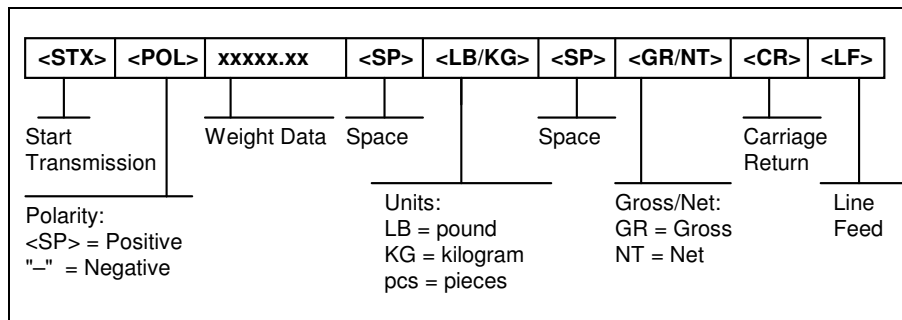 <STX> <POL> xxxxx.xx <SP> <LB/KG> <SP> <GR/NT> <CR> <LF>
Start
Transmission
Weight Data
Space
Space
Carriage
Return
Polarity:
<SP> = Positive
"–" = Negative
Units:
LB = pound
KG = kilogram
pcs = pieces
Gross/Net:
GR = Gross
NT = Net
Line
Feed